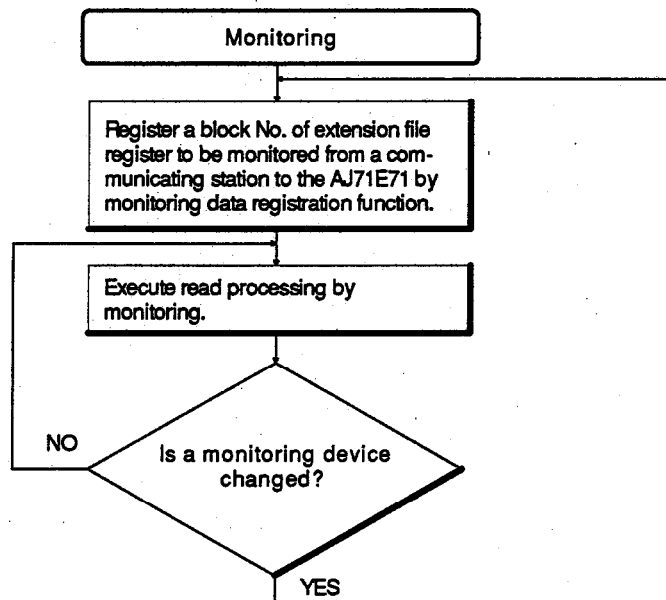 Monitoring
Register a block No. of extension file
register to be monitored from a com-
municating station to the AJ71E71 by
monitoring data registration function.
Execute read processing by
monitoring.
NO
Is a monitoring device
changed?
YES